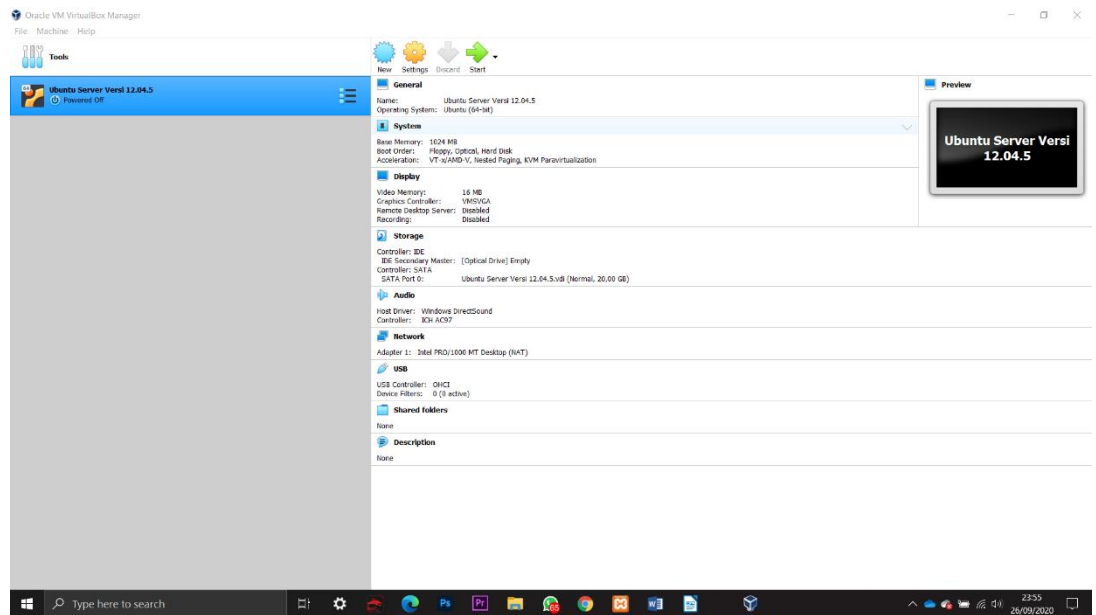 Oracle VM VirtualBox Manager
File Machine Help
Tools
New Settings Discard Start
64
Ubuntu Server Versi 12.04.5
Powered Off
General
Name: Ubuntu Server Versi 12.04.5
Operating System: Ubuntu (64-bit)
System
Base Memory: 1024 MB
Boot Order: Floppy, Optical, Hard Disk
Acceleration: VT-x/AMD-V, Nested Paging, KVM Paravirtualization
Display
Video Memory: 16 MB
Graphics Controller: VMSVGA
Remote Desktop Server: Disabled
Recording: Disabled
Storage
Controller: IDE
IDE Secondary Master: [Optical Drive] Empty
Controller: SATA
SATA Port 0: Ubuntu Server Versi 12.04.5.vdi (Normal, 20,00 GB)
Audio
Host Driver: Windows DirectSound
Controller: ICH AC97
Network
Adapter 1: Intel PRO/1000 MT Desktop (NAT)
USB
USB Controller: OHCI
Device Filters: 0 (0 active)
Shared folders
None
Description
None
Preview
Ubuntu Server Versi
12.04.5
Type here to search
Ps
Pr
65
23:55
26/09/2020